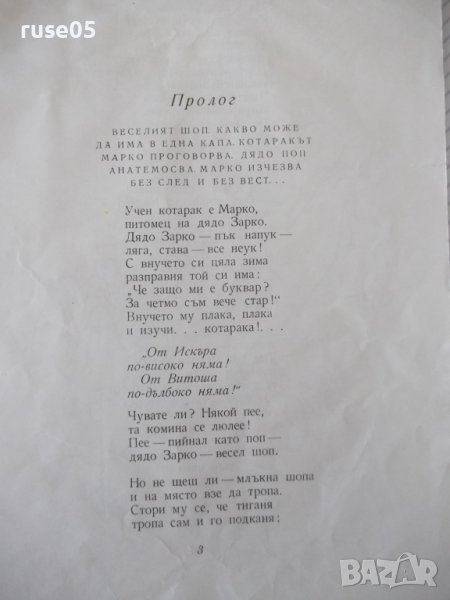 ruse05
Пролог
ВЕСЕЛИЯТ ШОП. КАКВО МОЖЕ
ДА ИМА В ЕДНА КАПА. КОТАРАКЪТ
МАРКО ПРОГОВОРВА. ДЯДО ПОП
АНАТЕМОСВА. МАРКО ИЗЧЕЗВА
БЕЗ СЛЕД И БЕЗ ВЕСТ...
Учен котарак е Марко,
питомец на дядо Зарко.
Дядо Зарко — пък напук —
ляга, става — все неук!
С внучето си цяла зима
разправия той си има:
„Че защо ми е буквар?
За четмо съм вече стар!“
Внучето му плака, плака
и изучи... котарака!...
„От Искъра
по-високо няма!
От Витоша
по-дълбоко няма!“
Чувате ли? Някой пее,
та комина се люлее!
Пее — пийнал като поп —
дядо Зарко — весел шоп.
Но не щеш ли — млъкна шопа
и на място взе да тропа.
Стори му се, че тиганя
тропа сам и го подканя:
3
BAZAR